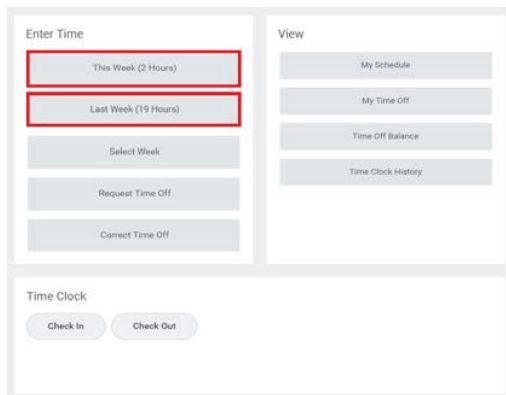 Enter Time
This Week (2 Hours)
Last Week (19 Hours)
Select Week
Request Time Off
Correct Time Off
View
My Schedule
My Time Off
Time Off Balance
Time Clock History
Time Clock
Check In
Check Out